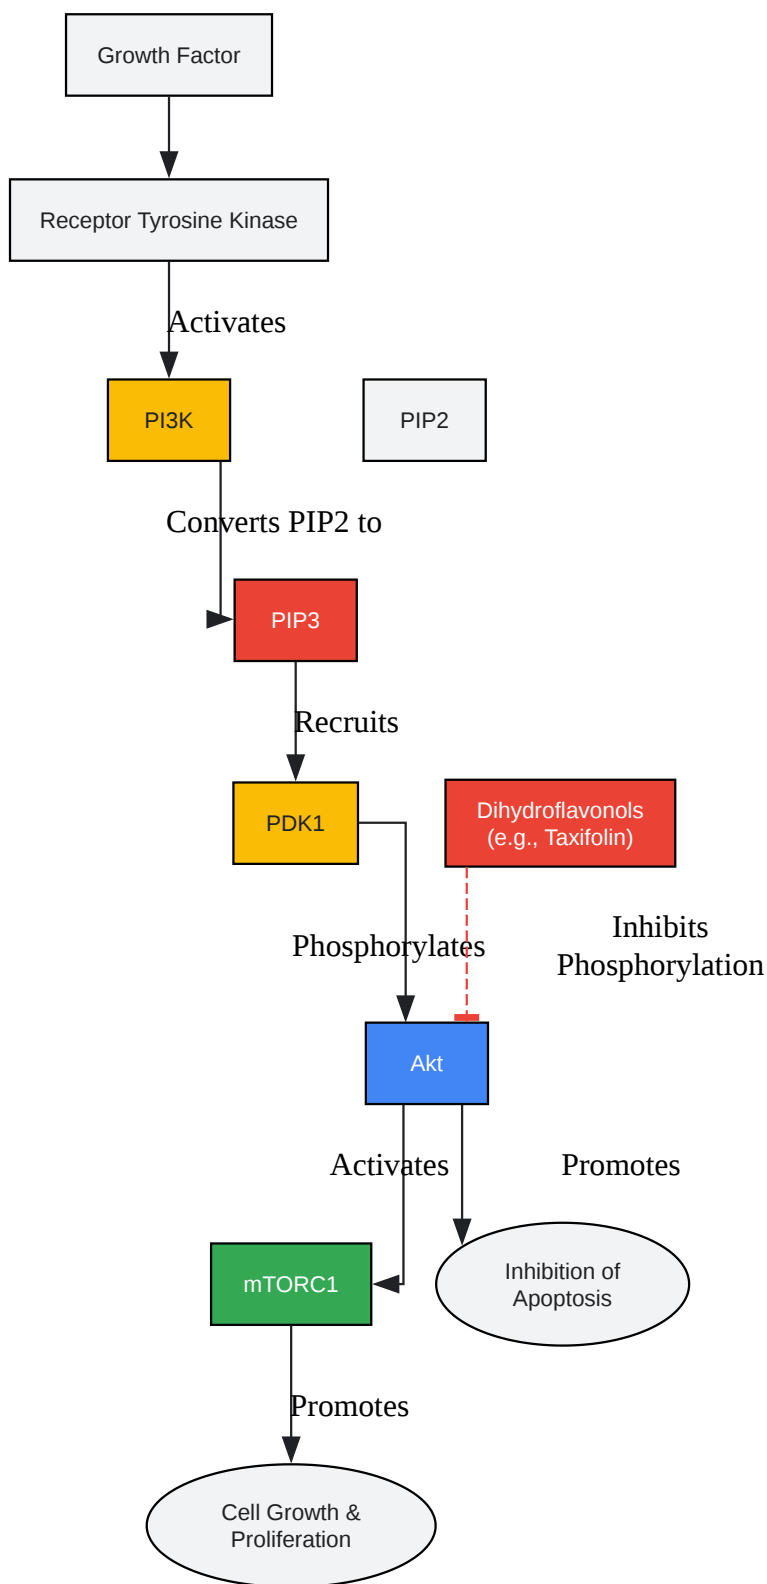 Growth Factor
Receptor Tyrosine Kinase
Activates
PI3K
PIP2
Converts PIP2 to
PIP3
Recruits
PDK1
Dihydroflavonols
(e.g., Taxifolin)
Phosphorylates
Inhibits
Phosphorylation
Akt
Activates
Promotes
mTORC1
Inhibition of
Apoptosis
Promotes
Cell Growth &
Proliferation